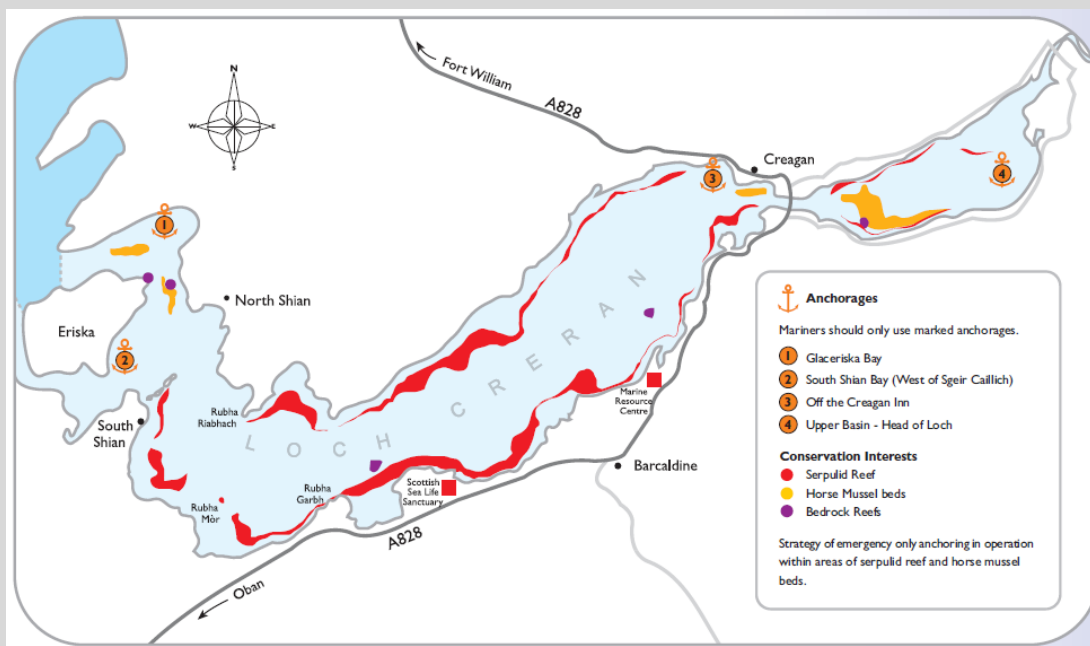 Fort William
A828
N
W
E
S
Creagan
3
4
1
North Shian
Eriska
2
South
Shian
Rubha
Riabhach
LOCH CRERAN
Marine
Resource
Centre
Barcaldine
Rubha
Garbh
Scottish
Sea Life
Sanctuary
Rubha
Mòr
A828
Oban
Anchorages
Mariners should only use marked anchorages.
1 Glaceriska Bay
2 South Shian Bay (West of Sgeir Caillich)
3 Off the Creagan Inn
4 Upper Basin - Head of Loch
Conservation Interests
Serpulid Reef
Horse Mussel beds
Bedrock Reefs
Strategy of emergency only anchoring in operation
within areas of serpulid reef and horse mussel
beds.